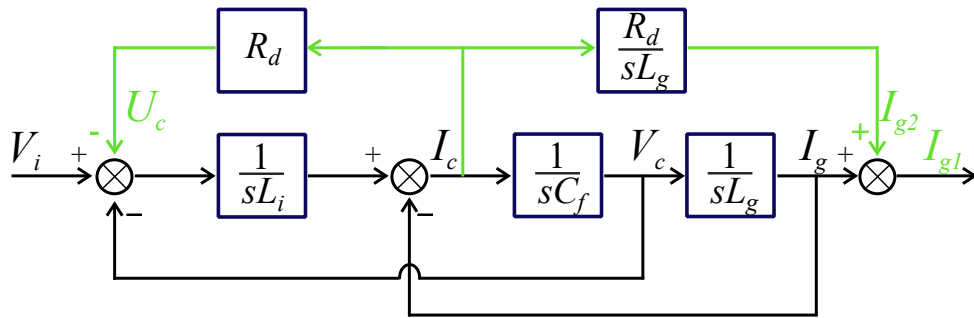 R_d
R_d
sL_g
U_c
-
I_g2
+
V_i
+
1
sL_i
+
I_c
1
sC_f
V_c
1
sL_g
I_g
+
I_g1
−
−